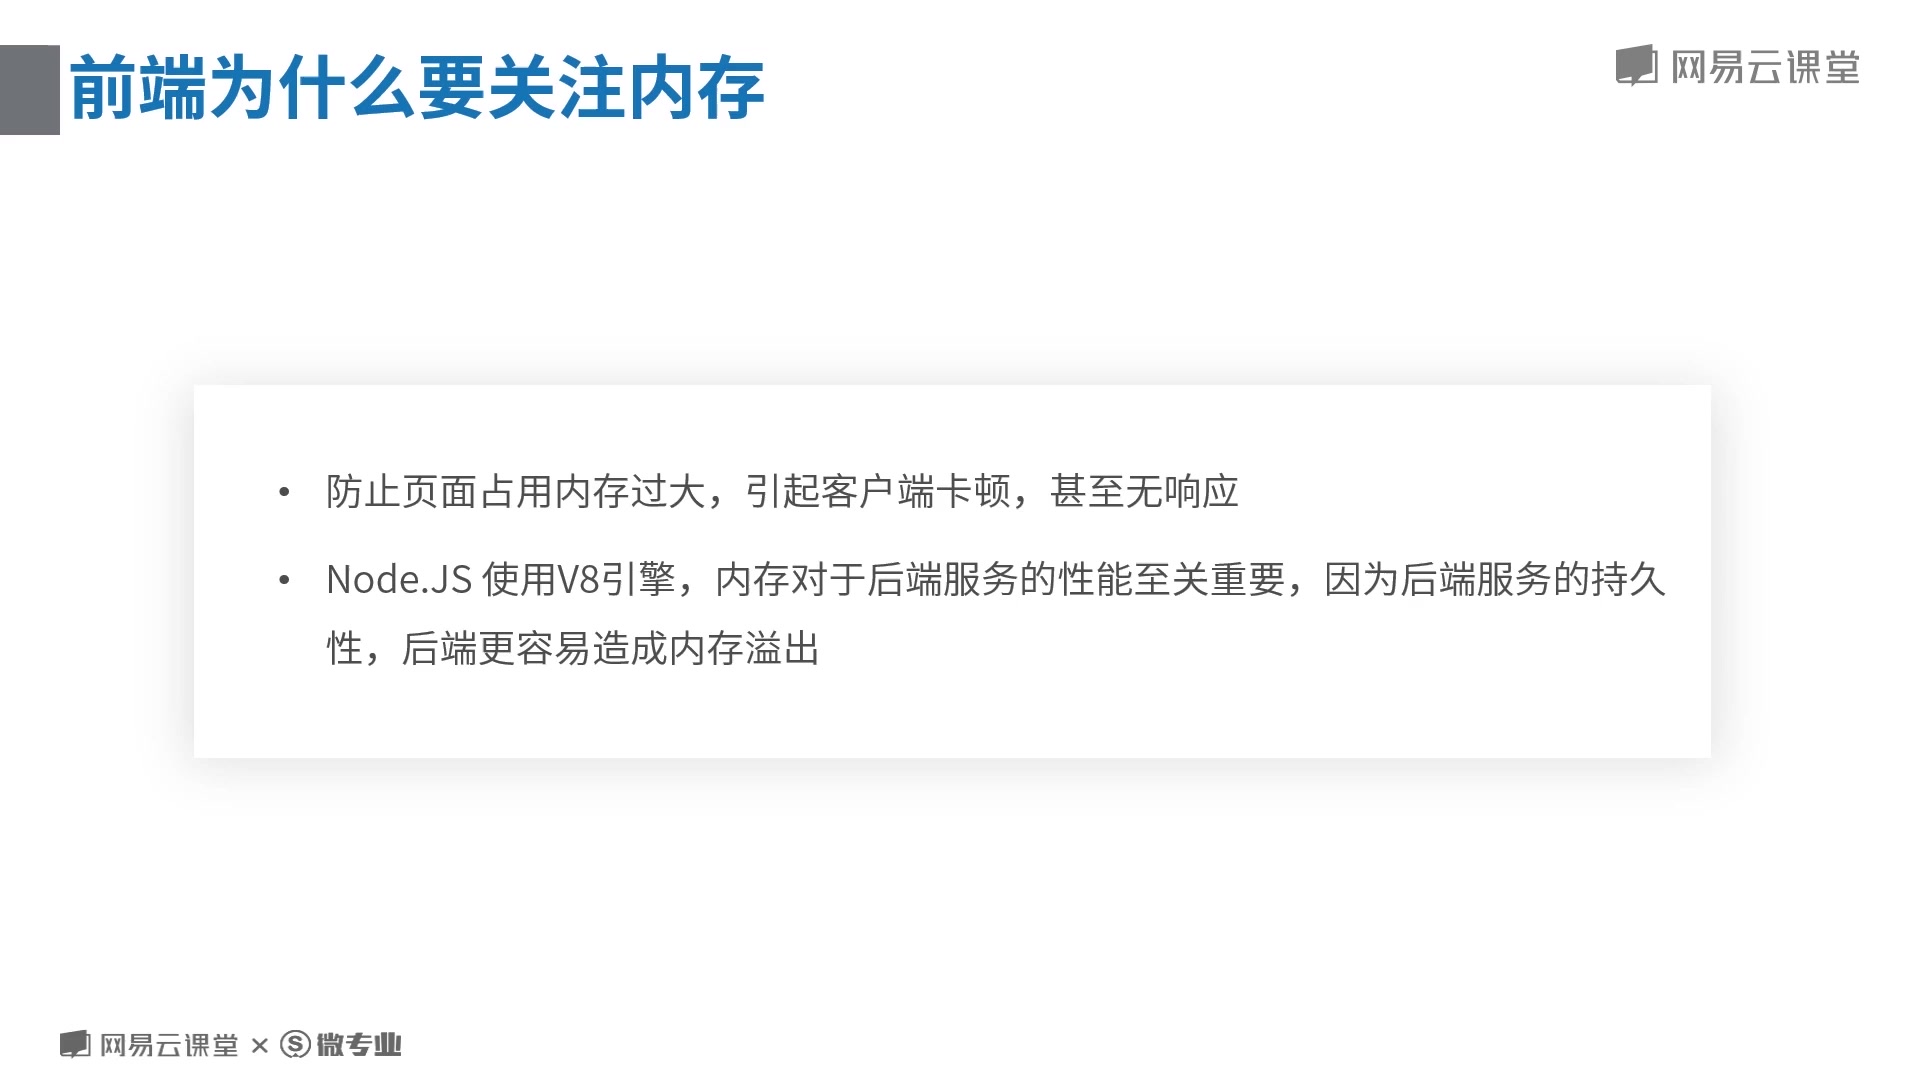 前端为什么要关注内存
网易云课堂
• 防止页面占用内存过大，引起客户端卡顿，甚至无响应
• Node.JS 使用V8引擎，内存对于后端服务的性能至关重要，因为后端服务的持久
性，后端更容易造成内存溢出
网易云课堂 × 微专业